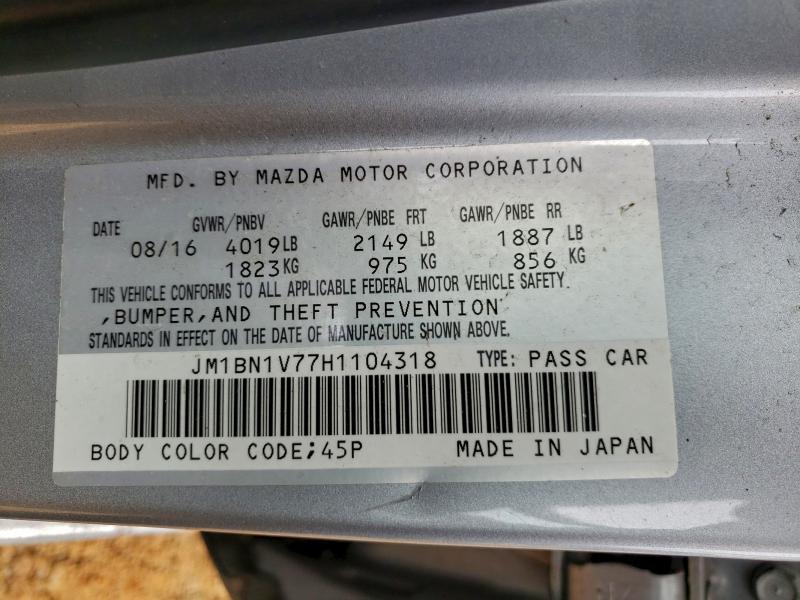 MFD. BY MAZDA MOTOR CORPORATION
DATE GVWR/PNBV GAWR/PNBE FRT GAWR/PNBE RR
08/16 4019LB 2149 LB 1887 LB
1823KG 975 KG 856 KG
THIS VEHICLE CONFORMS TO ALL APPLICABLE FEDERAL MOTOR VEHICLE SAFETY.
,BUMPER,AND THEFT PREVENTION
STANDARDS IN EFFECT ON THE DATE OF MANUFACTURE SHOWN ABOVE.
JM1BN1V77H1104318 TYPE: PASS CAR
BODY COLOR CODE;45P MADE IN JAPAN